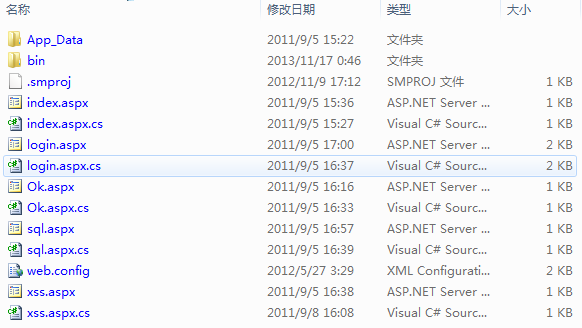 名称 修改日期 类型 大小
App_Data 2011/9/5 15:22 文件夹
bin 2013/11/17 0:46 文件夹
.smproj 2012/11/9 17:12 SMPROJ 文件 1 KB
index.aspx 2011/9/5 15:36 ASP.NET Server ... 1 KB
index.aspx.cs 2011/9/5 15:27 Visual C# Sourc... 1 KB
login.aspx 2011/9/5 17:00 ASP.NET Server ... 2 KB
login.aspx.cs 2011/9/5 16:37 Visual C# Sourc... 2 KB
Ok.aspx 2011/9/5 16:16 ASP.NET Server ... 1 KB
Ok.aspx.cs 2011/9/5 16:33 Visual C# Sourc... 1 KB
sql.aspx 2011/9/5 16:57 ASP.NET Server ... 1 KB
sql.aspx.cs 2011/9/5 16:39 Visual C# Sourc... 1 KB
web.config 2012/5/27 3:29 XML Configurati... 2 KB
xss.aspx 2011/9/5 16:38 ASP.NET Server ... 1 KB
xss.aspx.cs 2011/9/8 16:08 Visual C# Sourc... 1 KB